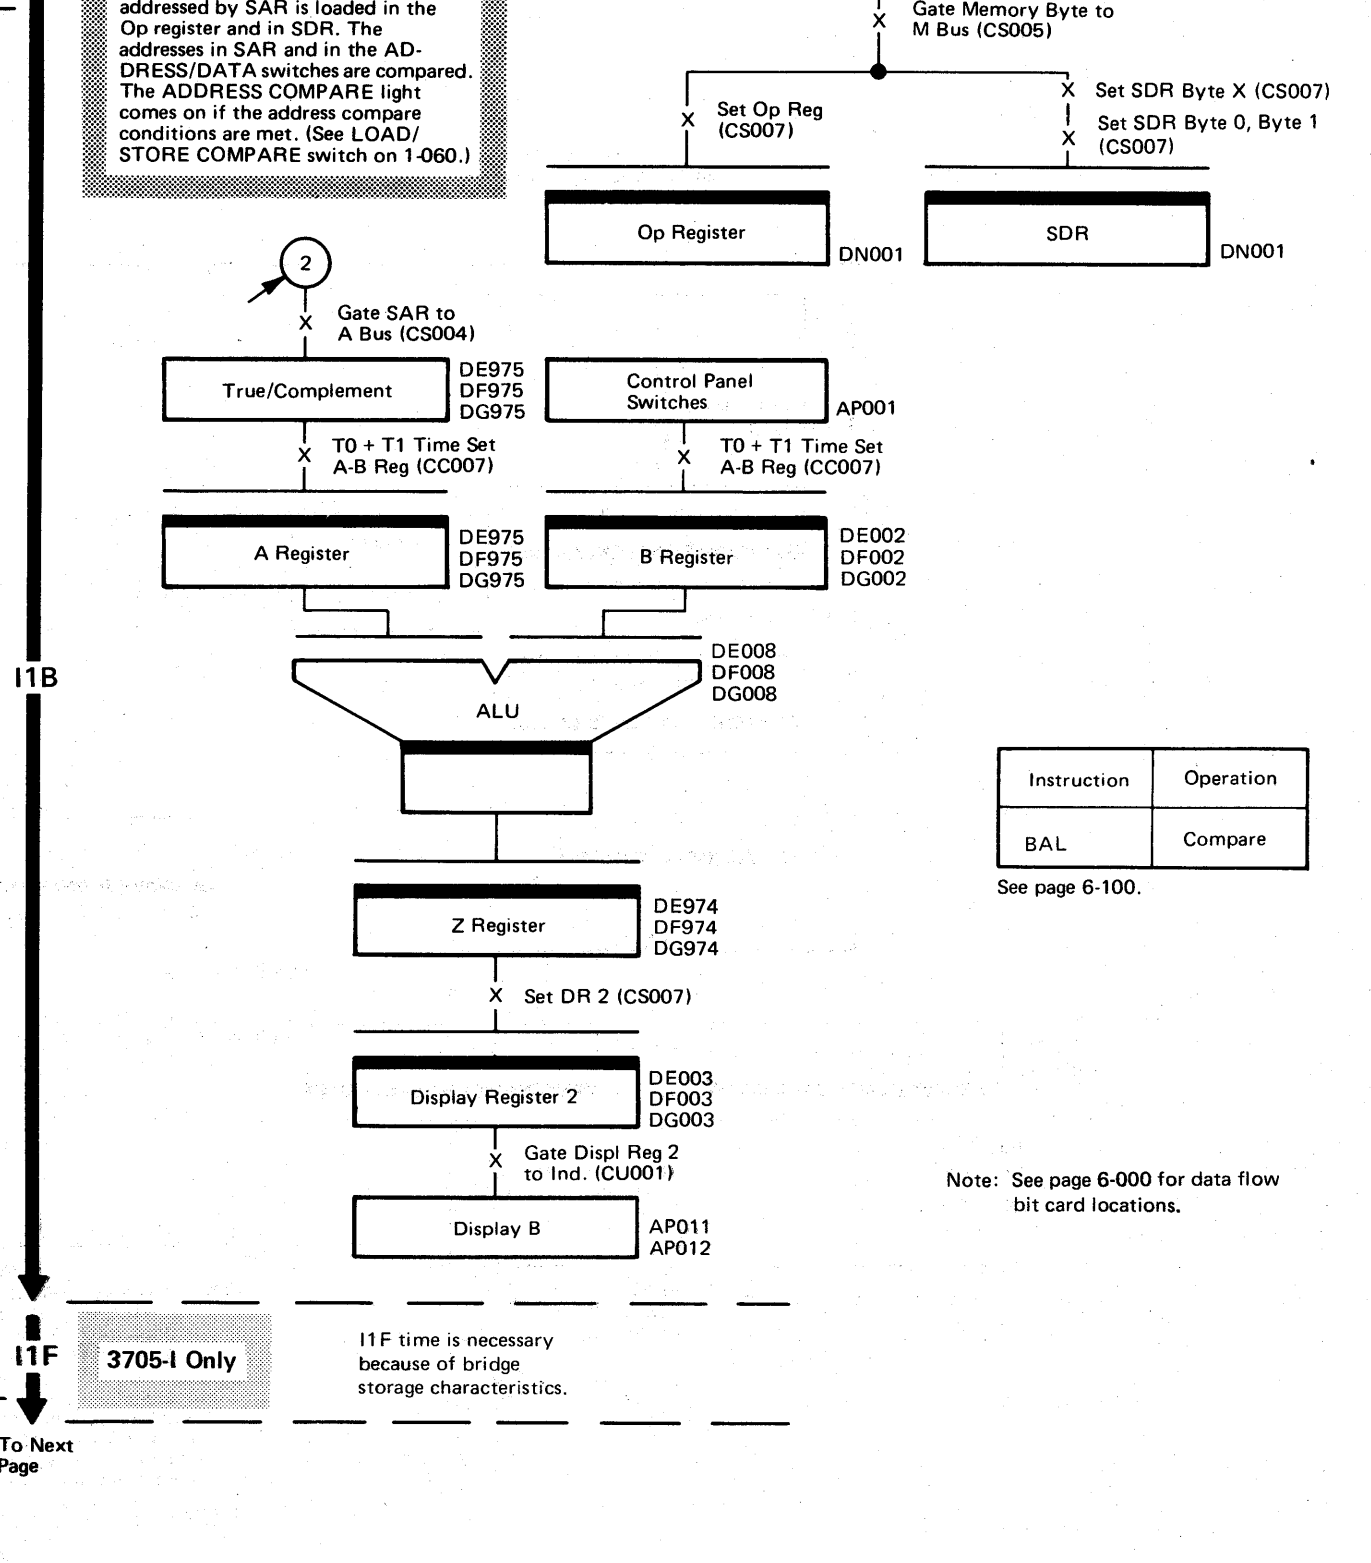 addressed by SAR is loaded in the
Op register and in SDR. The
addresses in SAR and in the AD-
DRESS/DATA switches are compared.
The ADDRESS COMPARE light
comes on if the address compare
conditions are met. (See LOAD/
STORE COMPARE switch on 1-060.)
X Gate Memory Byte to
M Bus (CS005)
X Set Op Reg
(CS007)
X Set SDR Byte X (CS007)
X Set SDR Byte 0, Byte 1
(CS007)
Op Register
DN001
SDR
DN001
2
X Gate SAR to
A Bus (CS004)
True/Complement
DE975
DF975
DG975
Control Panel
Switches
AP001
X T0 + T1 Time Set
A-B Reg (CC007)
X T0 + T1 Time Set
A-B Reg (CC007)
A Register
DE975
DF975
DG975
B Register
DE002
DF002
DG002
I1B
ALU
DE008
DF008
DG008
Instruction Operation
BAL Compare
See page 6-100.
Z Register
DE974
DF974
DG974
X Set DR 2 (CS007)
Display Register 2
DE003
DF003
DG003
X Gate Displ Reg 2
to Ind. (CU001)
Display B
AP011
AP012
Note: See page 6-000 for data flow
bit card locations.
I1F
3705-I Only
I1F time is necessary
because of bridge
storage characteristics.
To Next
Page